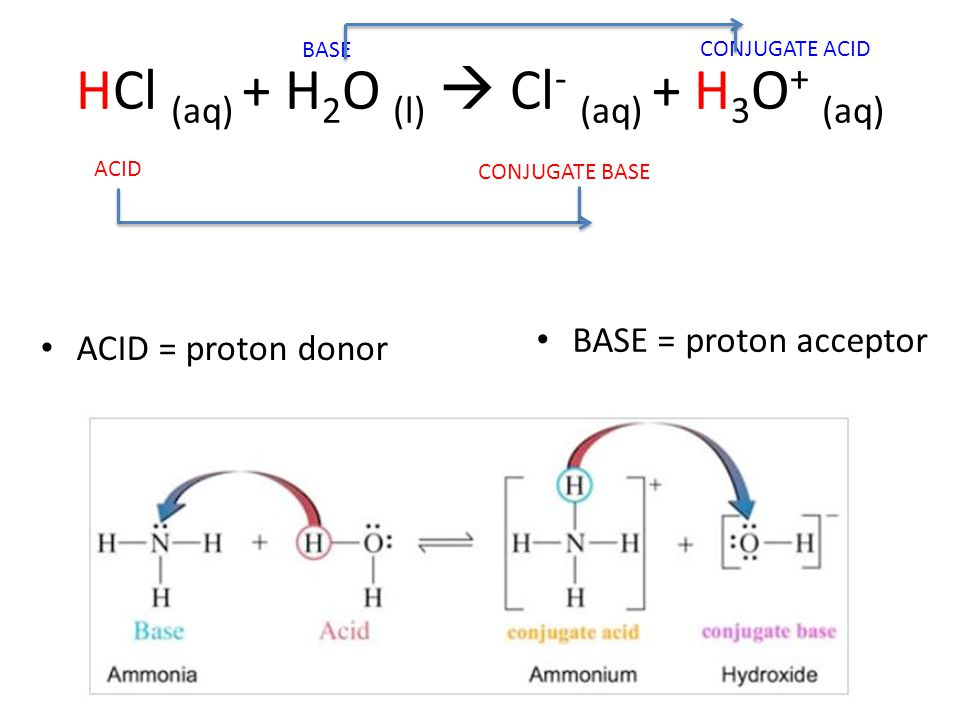 BASE CONJUGATE ACID
HCl (aq) + H2O (l) → Cl- (aq) + H3O+ (aq)
ACID CONJUGATE BASE
• ACID = proton donor
• BASE = proton acceptor
H +
H—N—H + H—O: ⇌ H—N—H + :O—H −
H H H
Base Acid conjugate acid conjugate base
Ammonia Ammonium Hydroxide